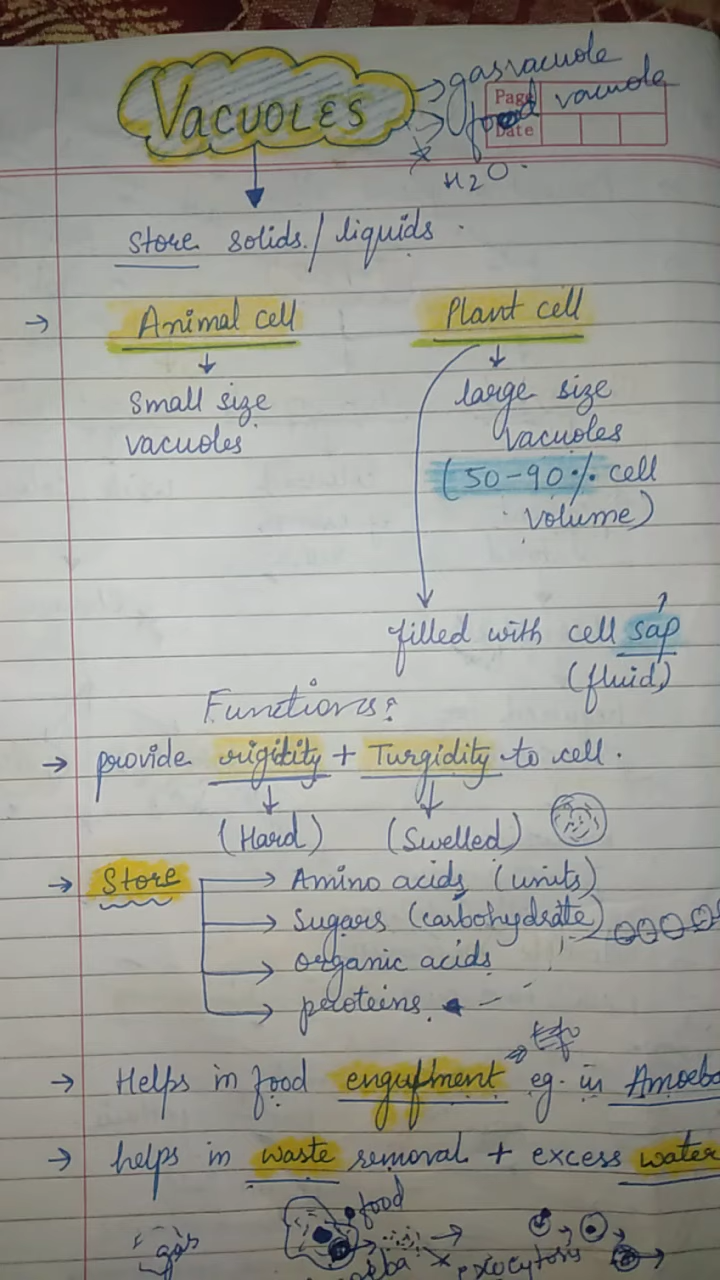 VACUOLES → gas vacuole
Page
→ food vacuole
Date
H2O.
Store solids / liquids.
→ Animal cell Plant cell
↓ ↓
Small size large size
vacuoles vacuoles
(50-90% cell
volume)
filled with cell sap
(fluid)
Functions:
→ provide rigitity + Turgidity to cell.
(Hard) (Swelled)
→ Store → Amino acids (units)
→ Sugars (carbohydrate)
→ organic acids
→ proteins.
→ Helps in food engufment eg. in Amoeba
→ helps in waste removal + excess water
food
gas
exocytosis